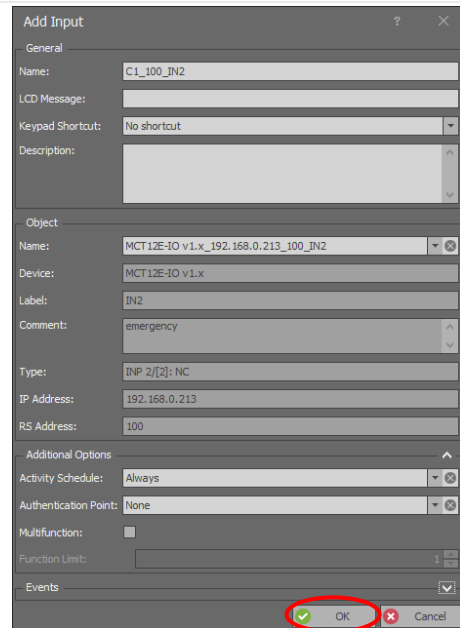 Add Input ?
General
Name: C1_100_IN2
LCD Message:
Keypad Shortcut: No shortcut
Description:
Object
Name: MCT12E-IO v1.x_192.168.0.213_100_IN2
Device: MCT12E-IO v1.x
Label: IN2
Comment: emergency
Type: INP 2/[2]: NC
IP Address: 192.168.0.213
RS Address: 100
Additional Options
Activity Schedule: Always
Authentication Point: None
Multifunction:
Function Limit: 1
Events
OK Cancel